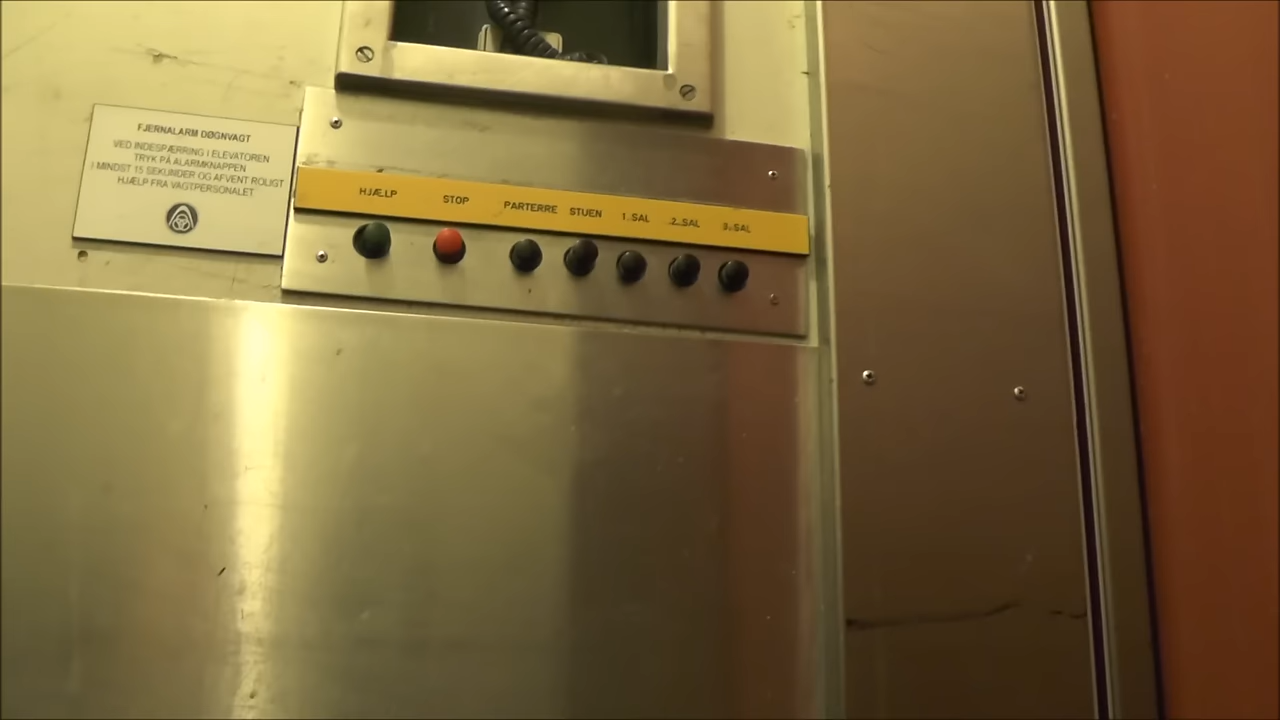 FJERNALARM DØGNVAGT
VED INDESPÆRRING I ELEVATOREN
TRYK PÅ ALARMKNAPPEN
I MINDST 15 SEKUNDER OG AFVENT ROLIGT
HJÆLP FRA VAGTPERSONALET
HJÆLP STOP PARTERRE STUEN 1.SAL 2.SAL 3.SAL